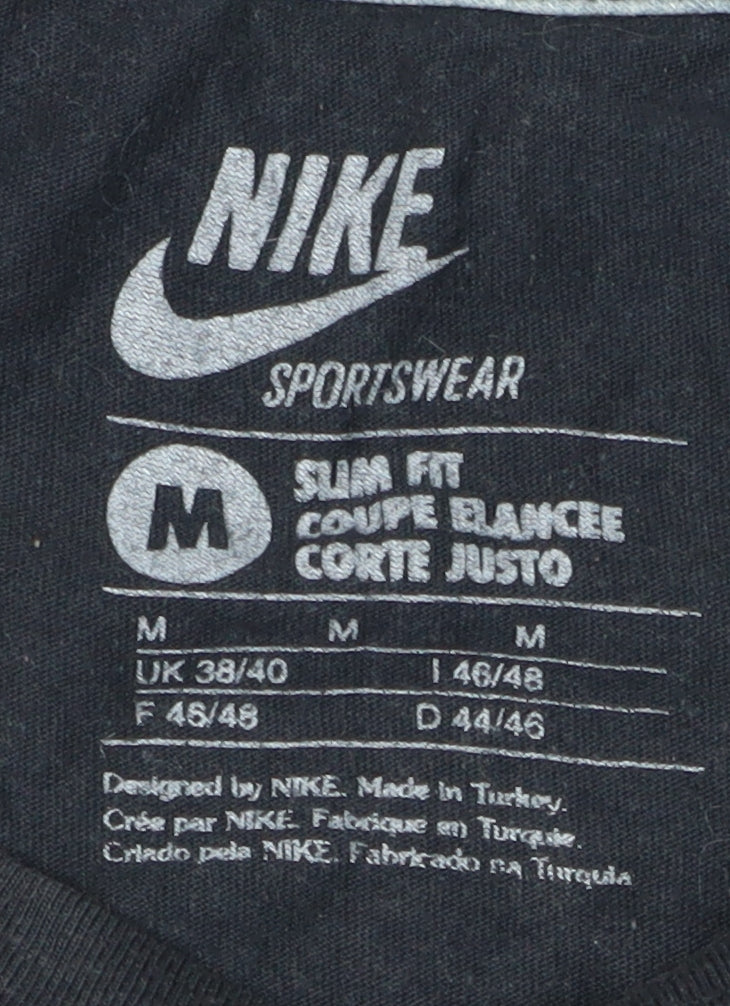 NIKE
SPORTSWEAR
M
SLIM FIT
COUPE ELANCEE
CORTE JUSTO
M M M
UK 38/40 I 46/48
F 46/48 D 44/46
Designed by NIKE. Made in Turkey.
Crée par NIKE. Fabrique en Turquie.
Criado pela NIKE. Fabricado na Turquia